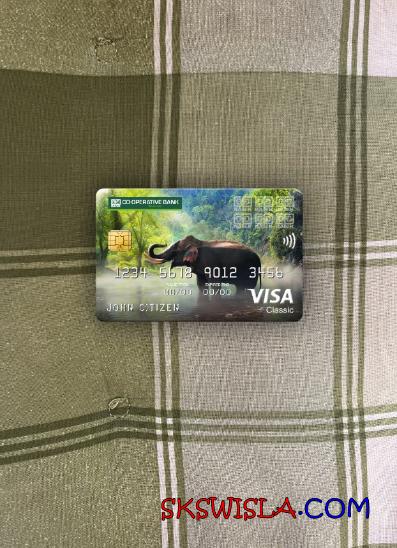 CO-OPERATIVE BANK
1234 5678 9012 3456
00/00 00/00
VISA
JOHN CITIZEN
Classic
SKSWISLA.COM